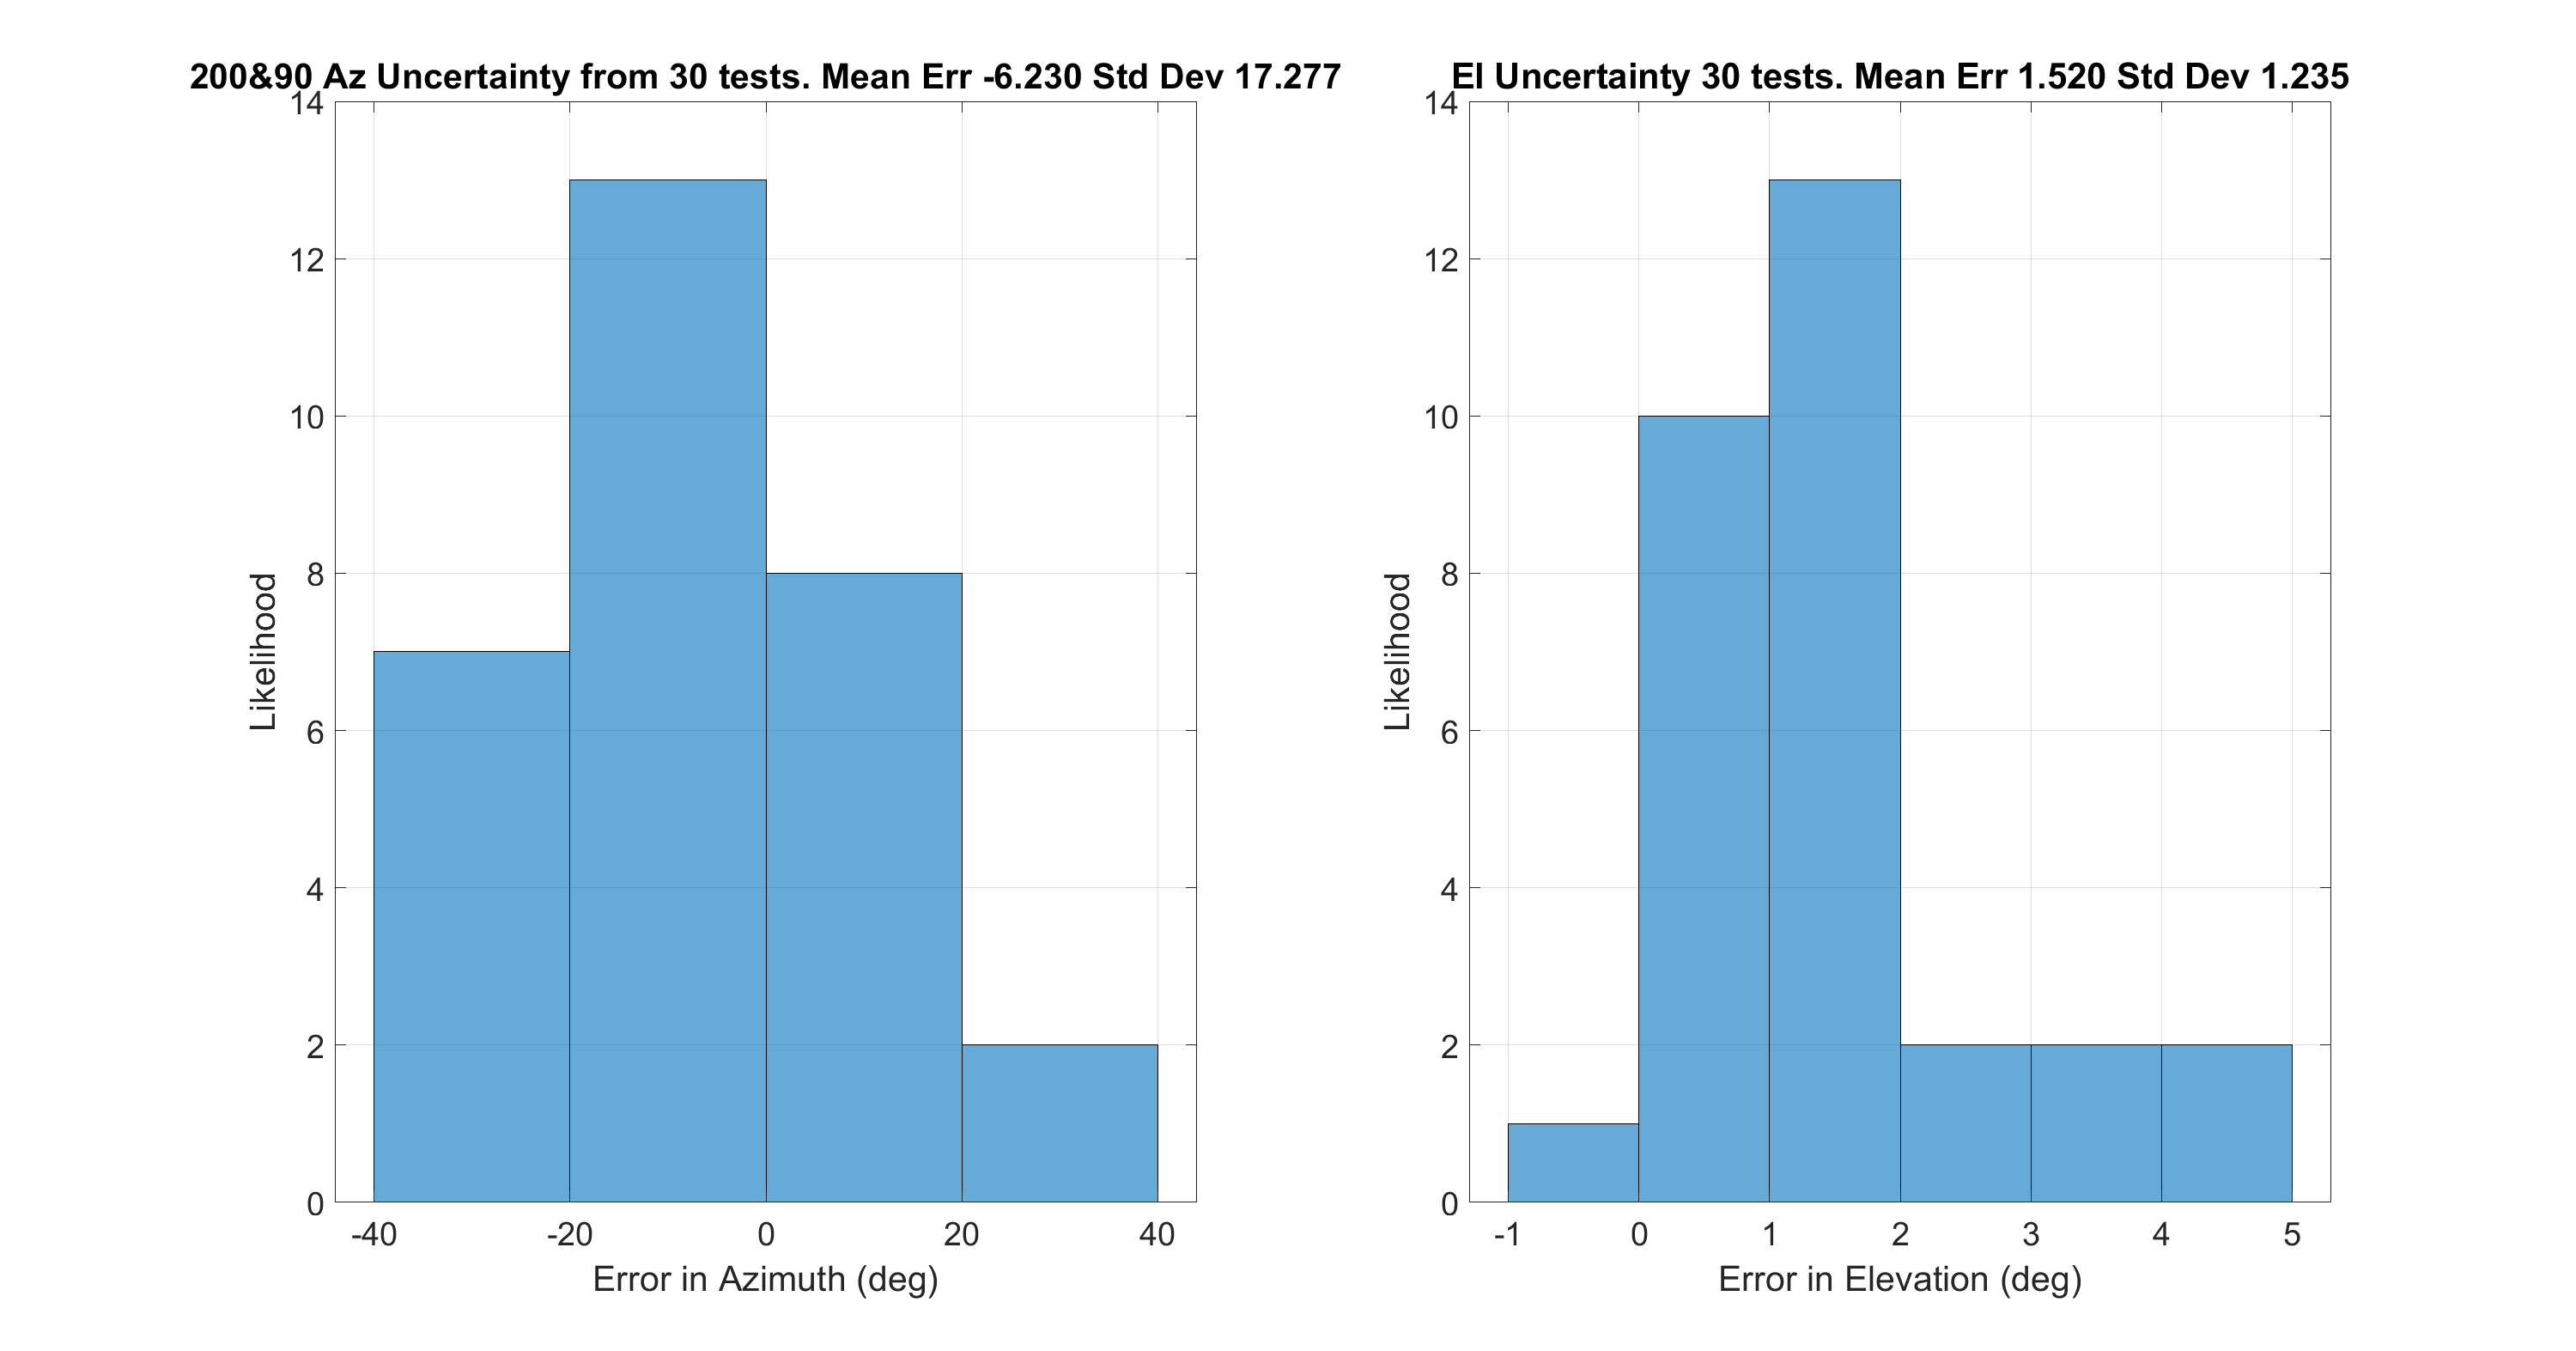 200&90 Az Uncertainty from 30 tests. Mean Err -6.230 Std Dev 17.277
14
12
10
8
6
4
2
0
Likelihood
-40 -20 0 20 40
Error in Azimuth (deg)
El Uncertainty 30 tests. Mean Err 1.520 Std Dev 1.235
14
12
10
8
6
4
2
0
Likelihood
-1 0 1 2 3 4 5
Error in Elevation (deg)